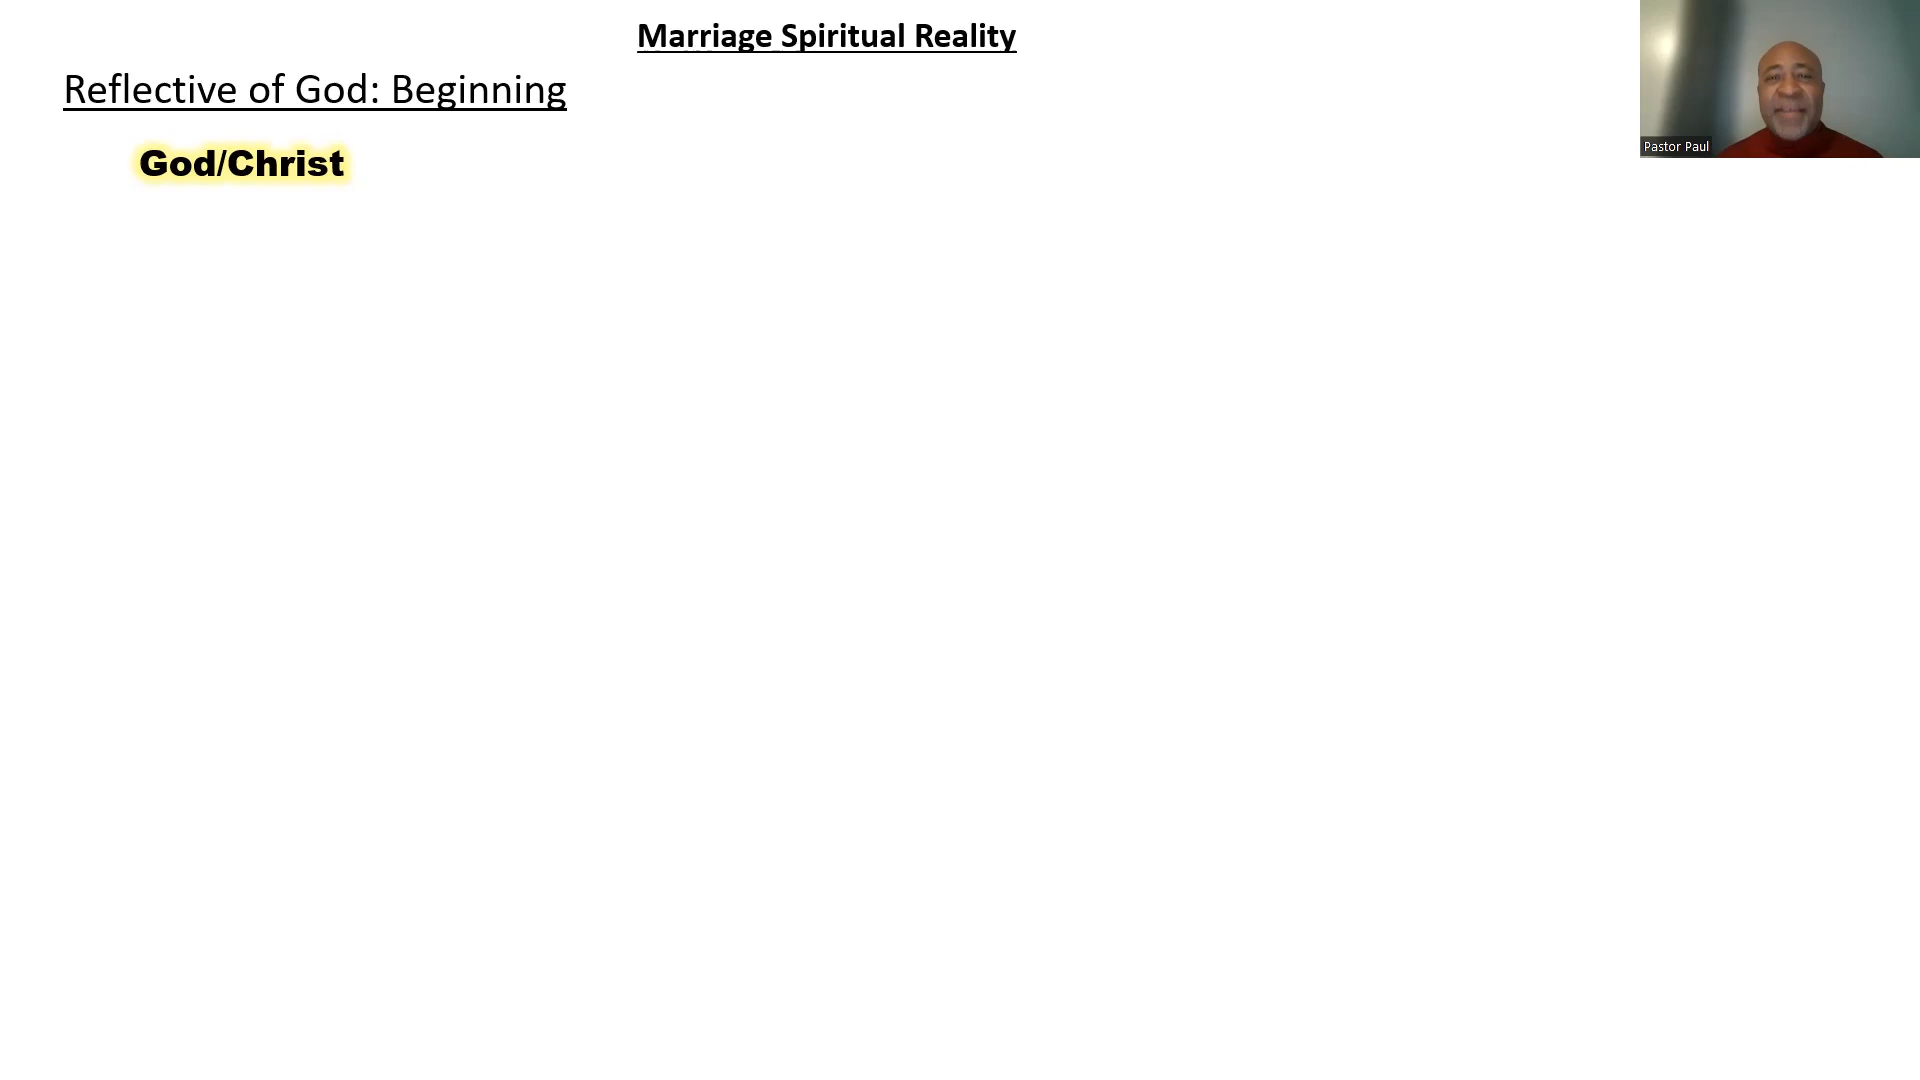 Marriage Spiritual Reality
Reflective of God: Beginning
God/Christ
Pastor Paul